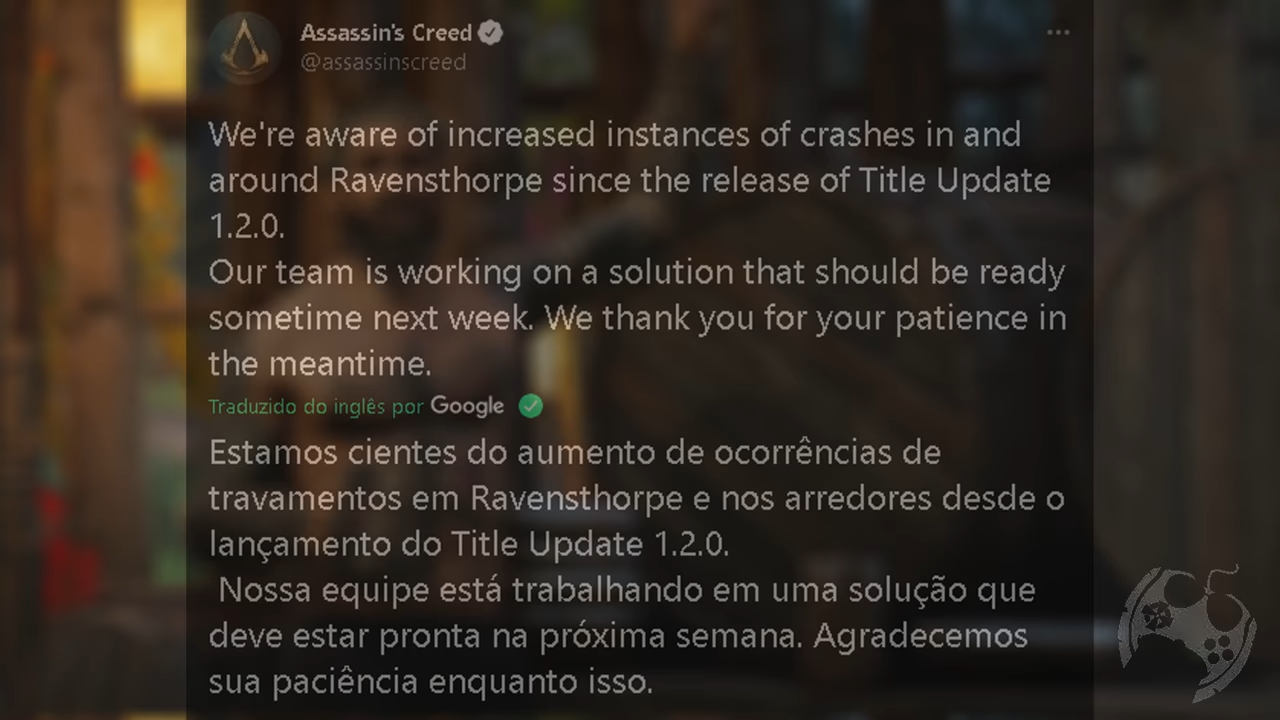 Assassin's Creed
@assassinscreed
We're aware of increased instances of crashes in and
around Ravensthorpe since the release of Title Update
1.2.0.
Our team is working on a solution that should be ready
sometime next week. We thank you for your patience in
the meantime.
Traduzido do inglês por Google
Estamos cientes do aumento de ocorrências de
travamentos em Ravensthorpe e nos arredores desde o
lançamento do Title Update 1.2.0.
Nossa equipe está trabalhando em uma solução que
deve estar pronta na próxima semana. Agradecemos
sua paciência enquanto isso.